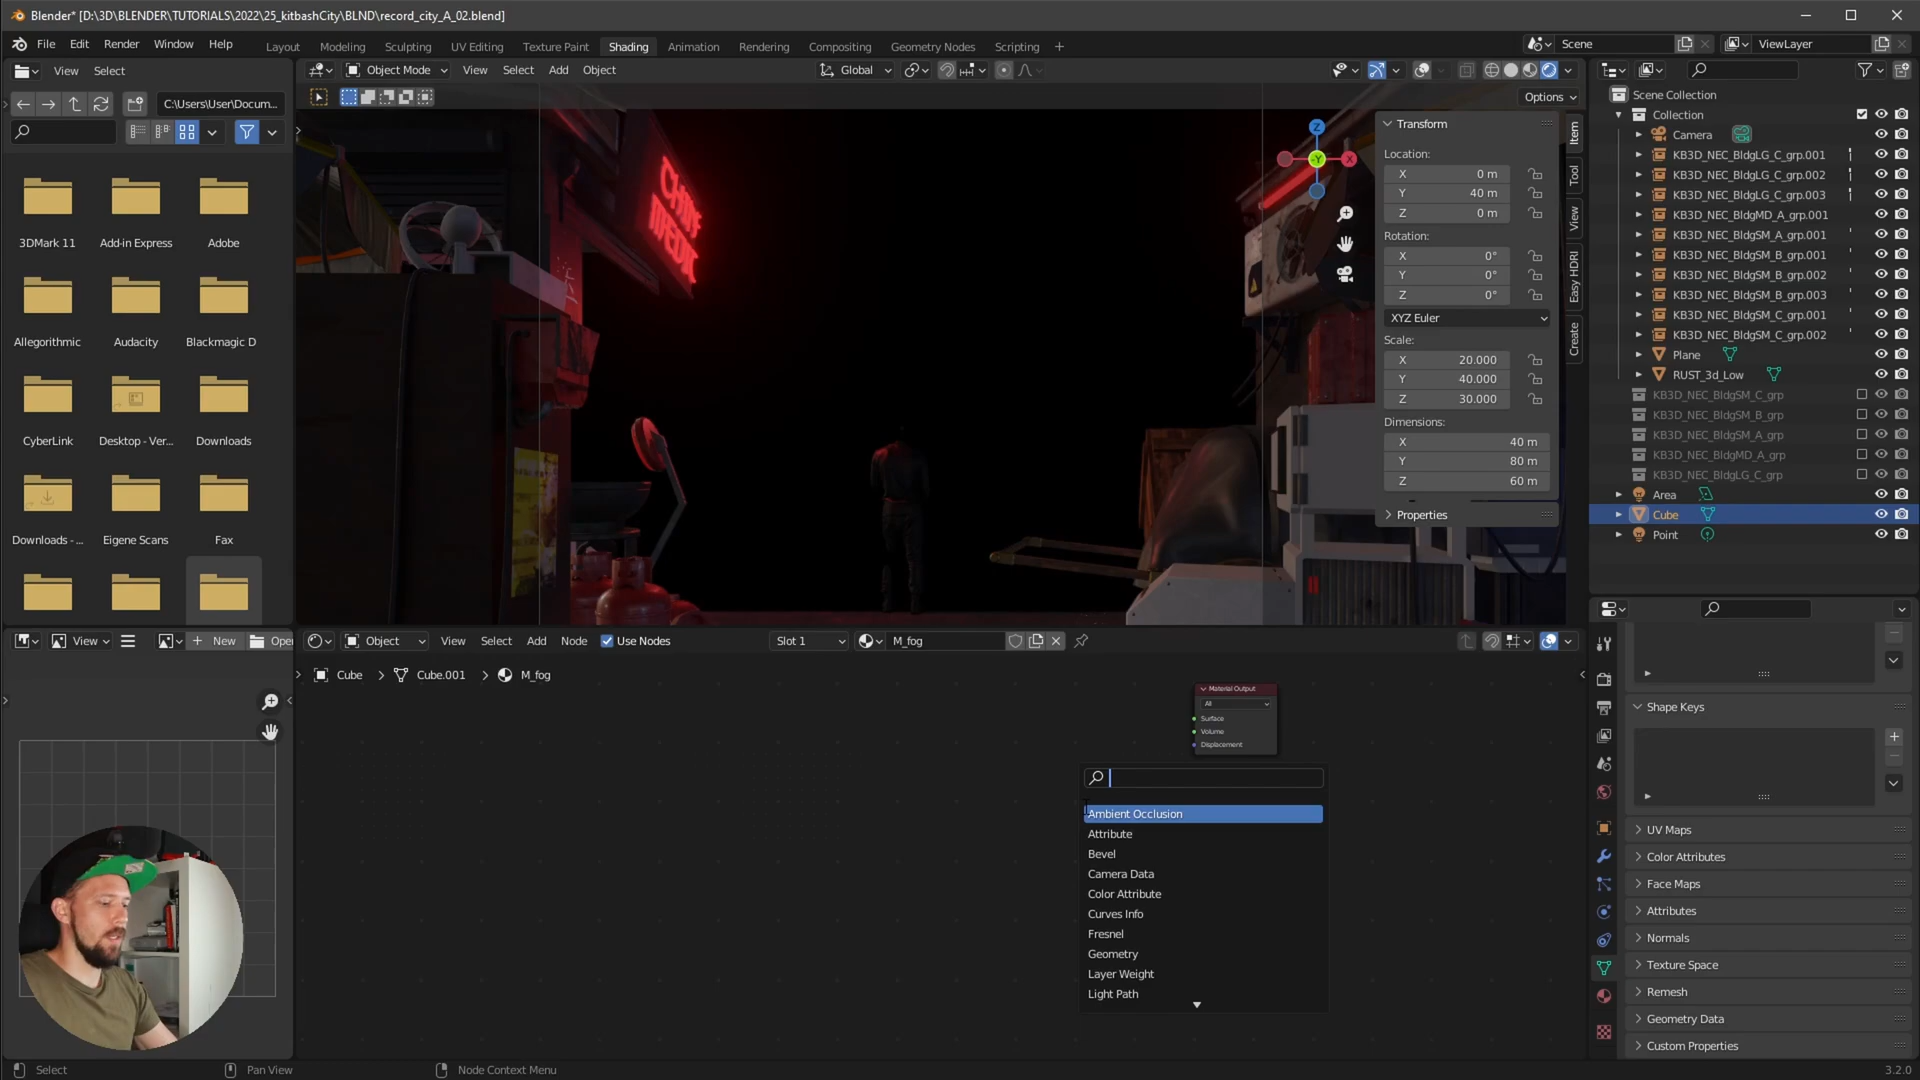 Blender* [D:\3D\BLENDER\TUTORIALS\2022\25_kitbashCity\BLND\record_city_A_02.blend]
File Edit Render Window Help
Layout Modeling Sculpting UV Editing Texture Paint Shading Animation Rendering Compositing Geometry Nodes Scripting +
Scene ViewLayer
View Select
Object Mode View Select Add Object Global
C:\Users\User\Docum...
Options
3DMark 11 Add-in Express Adobe
Allegorithmic Audacity Blackmagic D
CyberLink Desktop - Ver... Downloads
Downloads - ... Eigene Scans Fax
Z
-Y
X
Transform
Location:
X 0 m
Y 40 m
Z 0 m
Rotation:
X 0°
Y 0°
Z 0°
XYZ Euler
Scale:
X 20.000
Y 40.000
Z 30.000
Dimensions:
X 40 m
Y 80 m
Z 60 m
Properties
Item
Tool
View
Easy HDRI
Create
Scene Collection
Collection
Camera
KB3D_NEC_BldgLG_C_grp.001
KB3D_NEC_BldgLG_C_grp.002
KB3D_NEC_BldgLG_C_grp.003
KB3D_NEC_BldgMD_A_grp.001
KB3D_NEC_BldgSM_A_grp.001
KB3D_NEC_BldgSM_B_grp.001
KB3D_NEC_BldgSM_B_grp.002
KB3D_NEC_BldgSM_B_grp.003
KB3D_NEC_BldgSM_C_grp.001
KB3D_NEC_BldgSM_C_grp.002
Plane
RUST_3d_Low
KB3D_NEC_BldgSM_C_grp
KB3D_NEC_BldgSM_B_grp
KB3D_NEC_BldgSM_A_grp
KB3D_NEC_BldgMD_A_grp
KB3D_NEC_BldgLG_C_grp
Area
Cube
Point
View New Open
Object View Select Add Node Use Nodes Slot 1 M_fog
Cube > Cube.001 > M_fog
Material Output
All
Surface
Volume
Displacement
Ambient Occlusion
Attribute
Bevel
Camera Data
Color Attribute
Curves Info
Fresnel
Geometry
Layer Weight
Light Path
Shape Keys
UV Maps
Color Attributes
Face Maps
Attributes
Normals
Texture Space
Remesh
Geometry Data
Custom Properties
Select Pan View Node Context Menu 3.2.0